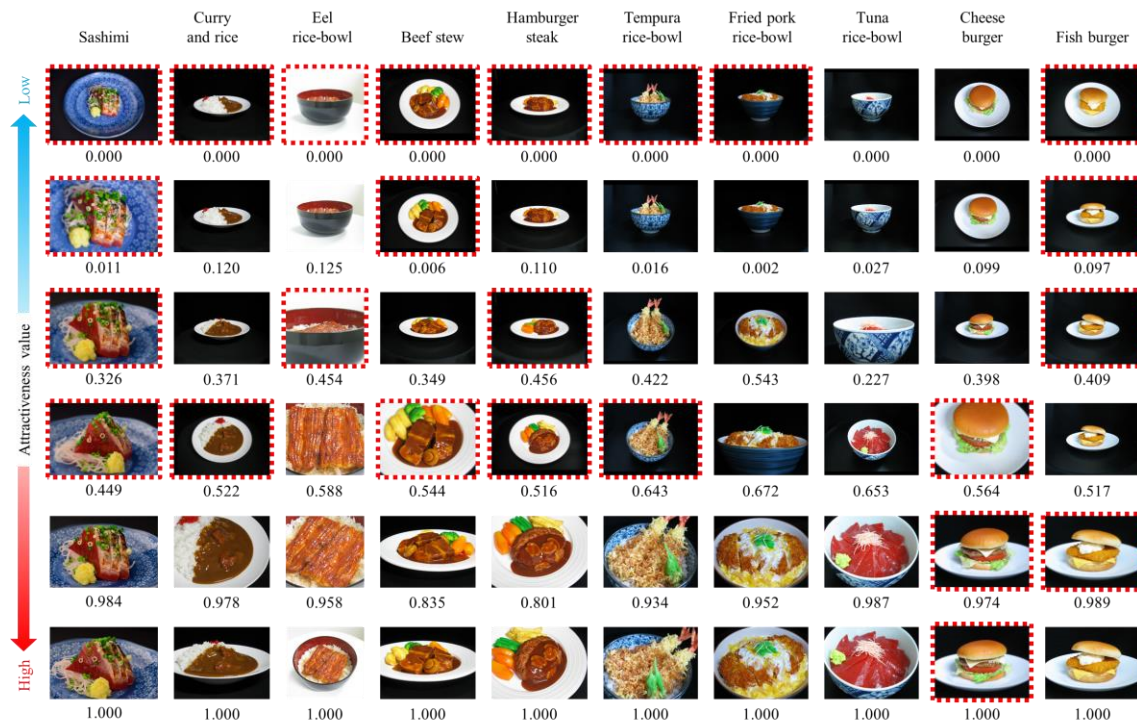 Sashimi
Curry
and rice
Eel
rice-bowl
Beef stew
Hamburger
steak
Tempura
rice-bowl
Fried pork
rice-bowl
Tuna
rice-bowl
Cheese
burger
Fish burger
Low
Attractiveness value
High
0.000 0.000 0.000 0.000 0.000 0.000 0.000 0.000 0.000 0.000
0.011 0.120 0.125 0.006 0.110 0.016 0.002 0.027 0.099 0.097
0.326 0.371 0.454 0.349 0.456 0.422 0.543 0.227 0.398 0.409
0.449 0.522 0.588 0.544 0.516 0.643 0.672 0.653 0.564 0.517
0.984 0.978 0.958 0.835 0.801 0.934 0.952 0.987 0.974 0.989
1.000 1.000 1.000 1.000 1.000 1.000 1.000 1.000 1.000 1.000